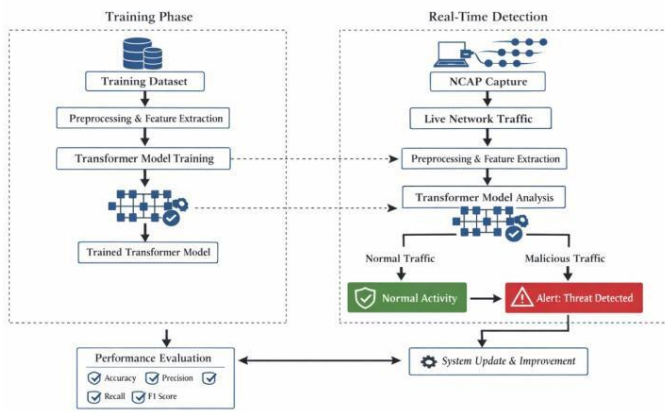 Training Phase
Training Dataset
Preprocessing & Feature Extraction
Transformer Model Training
Trained Transformer Model
Real-Time Detection
NCAP Capture
Live Network Traffic
Preprocessing & Feature Extraction
Transformer Model Analysis
Normal Traffic
Malicious Traffic
Normal Activity
Alert: Threat Detected
Performance Evaluation
Accuracy
Precision
Recall
F1 Score
System Update & Improvement